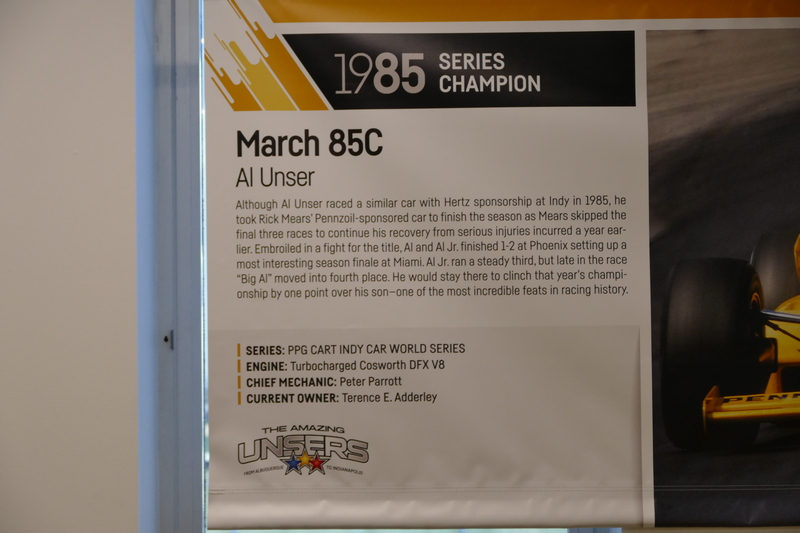 1985 SERIES
CHAMPION
March 85C
Al Unser
Although Al Unser raced a similar car with Hertz sponsorship at Indy in 1985, he
took Rick Mears' Pennzoil-sponsored car to finish the season as Mears skipped the
final three races to continue his recovery from serious injuries incurred a year ear-
lier. Embroiled in a fight for the title, Al and Al Jr. finished 1-2 at Phoenix setting up a
most interesting season finale at Miami. Al Jr. ran a steady third, but late in the race
“Big Al” moved into fourth place. He would stay there to clinch that year's champi-
onship by one point over his son—one of the most incredible feats in racing history.
SERIES: PPG CART INDY CAR WORLD SERIES
ENGINE: Turbocharged Cosworth DFX V8
CHIEF MECHANIC: Peter Parrott
CURRENT OWNER: Terence E. Adderley
THE AMAZING
UNSERS
FROM ALBUQUERQUE TO INDIANAPOLIS
PENN